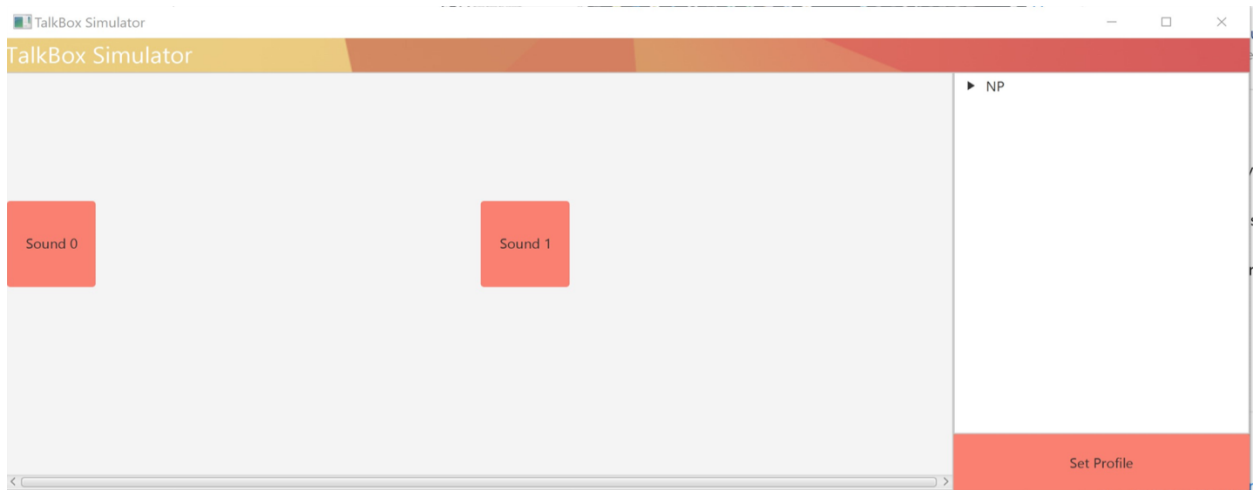 TalkBox Simulator
TalkBox Simulator
NP
Sound 0
Sound 1
Set Profile